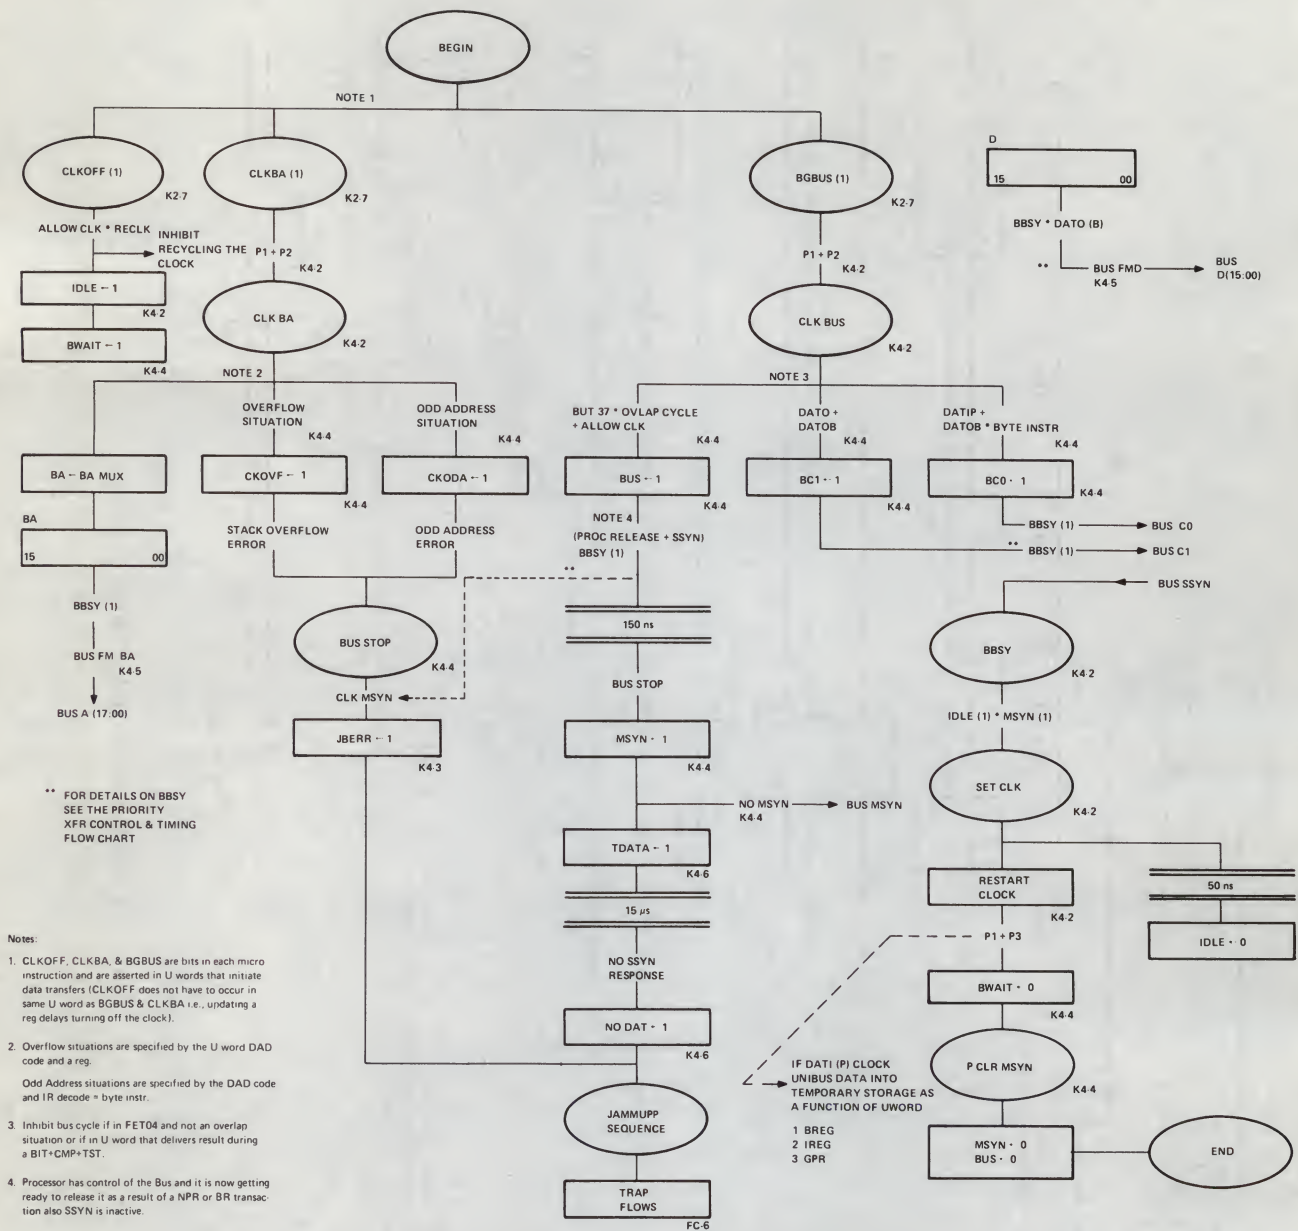 BEGIN
NOTE 1
CLKOFF (1)
K2-7
CLKBA (1)
K2-7
BGBUS (1)
K2-7
D
15 00
ALLOW CLK * RECLK
INHIBIT
RECYCLING THE
CLOCK
P1 + P2
K4-2
P1 + P2
K4-2
BBSY * DATO (B)
** BUS FMD
K4-5
BUS
D(15:00)
IDLE ← 1
K4-2
BWAIT ← 1
K4-4
CLK BA
K4-2
CLK BUS
K4-2
NOTE 2
NOTE 3
OVERFLOW
SITUATION
K4-4
ODD ADDRESS
SITUATION
K4-4
BUT 37 * OVLAP CYCLE
+ ALLOW CLK
K4-4
DATO +
DATOB
K4-4
DATIP +
DATOB * BYTE INSTR
K4-4
BA ← BA MUX
CKOVF ← 1
K4-4
CKODA ← 1
K4-4
BUS ← 1
K4-4
BC1 ← 1
K4-4
BC0 ← 1
K4-4
BA
15 00
STACK OVERFLOW
ERROR
ODD ADDRESS
ERROR
NOTE 4
(PROC RELEASE + SSYN)
BBSY (1)
**
BBSY (1) BUS C0
** BBSY (1) BUS C1
BUS SSYN
BBSY (1)
BUS FM BA
K4-5
BUS A (17:00)
150 ns
BUS STOP
K4-4
CLK MSYN
JBERR ← 1
K4-3
BUS STOP
MSYN ← 1
K4-4
NO MSYN
K4-4
BUS MSYN
BBSY
K4-2
IDLE (1) * MSYN (1)
SET CLK
K4-2
** FOR DETAILS ON BBSY
SEE THE PRIORITY
XFR CONTROL & TIMING
FLOW CHART
TDATA ← 1
K4-6
15 μs
NO SSYN
RESPONSE
NO DAT ← 1
K4-6
RESTART
CLOCK
K4-2
50 ns
IDLE ← 0
P1 + P3
BWAIT ← 0
K4-4
P CLR MSYN
K4-4
IF DATI (P) CLOCK
UNIBUS DATA INTO
TEMPORARY STORAGE AS
A FUNCTION OF UWORD
1 BREG
2 IREG
3 GPR
JAMMUPP
SEQUENCE
TRAP
FLOWS
FC-6
MSYN ← 0
BUS ← 0
END
Notes:
1. CLKOFF, CLKBA, & BGBUS are bits in each micro
instruction and are asserted in U words that initiate
data transfers (CLKOFF does not have to occur in
same U word as BGBUS & CLKBA i.e., updating a
reg delays turning off the clock).
2. Overflow situations are specified by the U word DAD
code and a reg.
Odd Address situations are specified by the DAD code
and IR decode = byte instr.
3. Inhibit bus cycle if in FET04 and not an overlap
situation or if in U word that delivers result during
a BIT+CMP+TST.
4. Processor has control of the Bus and it is now getting
ready to release it as a result of a NPR or BR transac-
tion also SSYN is inactive.